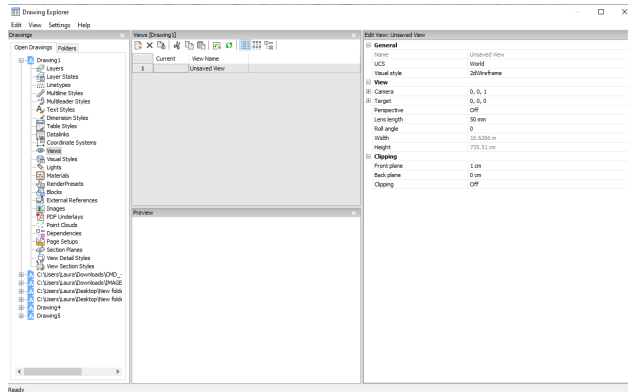 Drawing Explorer
Edit View Settings Help
Drawings
Open Drawings Folders
Drawing1
Layers
Layer States
Linetypes
Multiline Styles
Multileader Styles
Text Styles
Dimension Styles
Table Styles
Datalinks
Coordinate Systems
Views
Visual Styles
Lights
Materials
RenderPresets
Blocks
External References
Images
PDF Underlays
Point Clouds
Dependencies
Page Setups
Section Planes
View Detail Styles
View Section Styles
C:\Users\Laura\Downloads\CMD_-
C:\Users\Laura\Downloads\IMAGE
C:\Users\Laura\Desktop\New folde
C:\Users\Laura\Desktop\New folde
Drawing4
Drawing5
Views [Drawing1]
Current View Name
1 Unsaved View
Preview
Edit View: Unsaved View
General
Name Unsaved View
UCS World
Visual style 2dWireframe
View
Camera 0, 0, 1
Target 0, 0, 0
Perspective Off
Lens length 50 mm
Roll angle 0
Width 10.6266 m
Height 735.51 cm
Clipping
Front plane 1 cm
Back plane 0 cm
Clipping Off
Ready